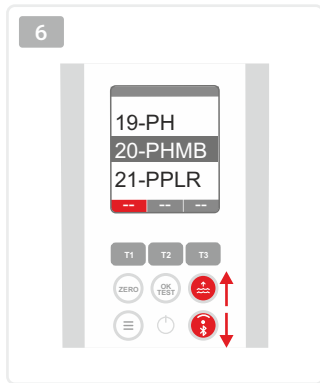 6
19-PH
20-PHMB
21-PPLR
-- -- --
T1 T2 T3
ZERO OK TEST